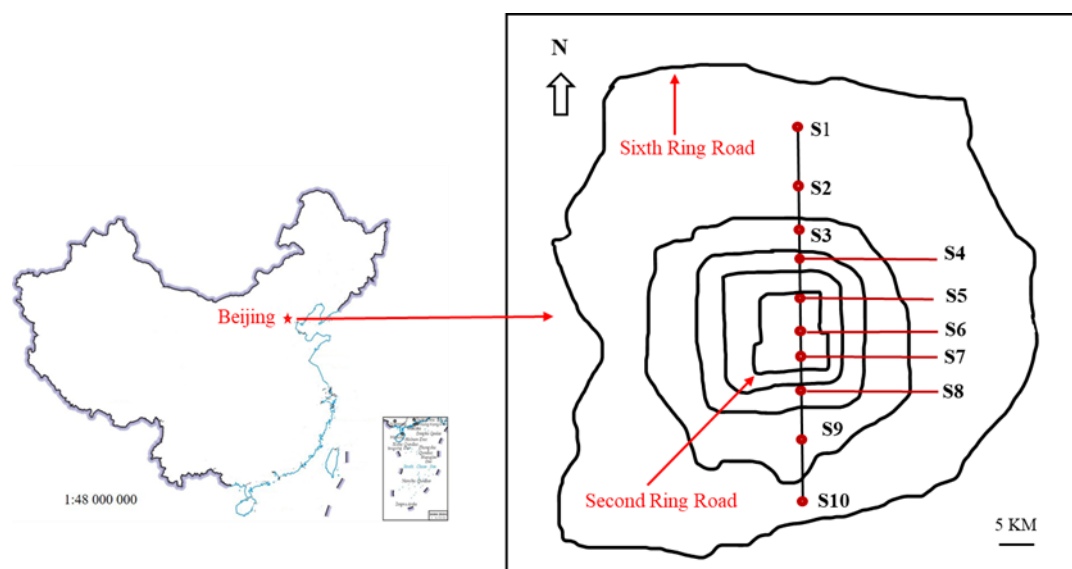 N
S1
Sixth Ring Road
S2
S3
S4
S5
Beijing
S6
S7
S8
S9
Second Ring Road
S10
1:48 000 000
5 KM